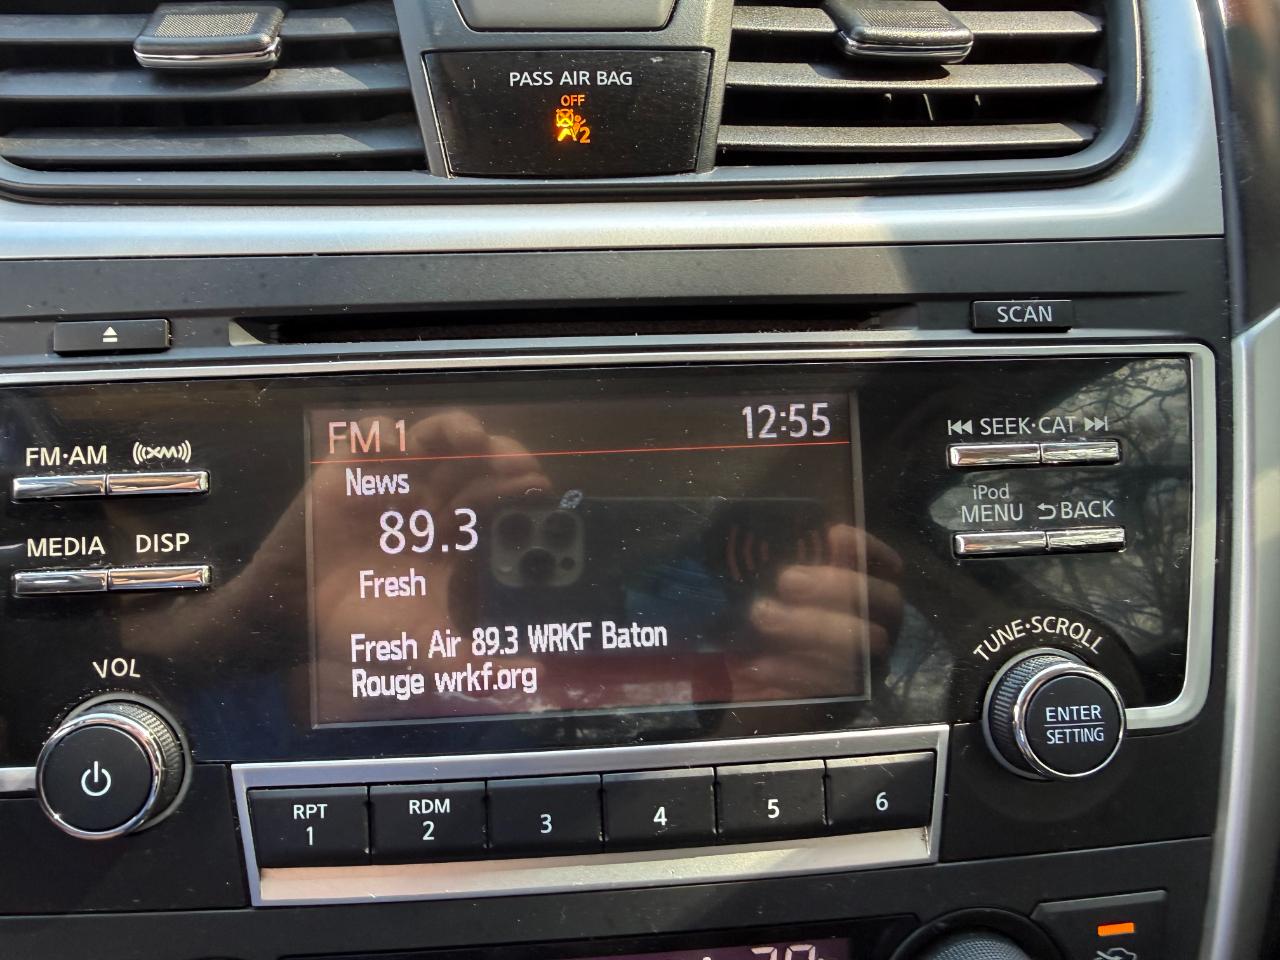 PASS AIR BAG
OFF
2
SCAN
FM·AM
XM
MEDIA
DISP
VOL
FM 1
12:55
News
89.3
Fresh
Fresh Air 89.3 WRKF Baton
Rouge wrkf.org
SEEK·CAT
iPod
MENU
BACK
TUNE·SCROLL
ENTER
SETTING
RPT
1
RDM
2
3
4
5
6